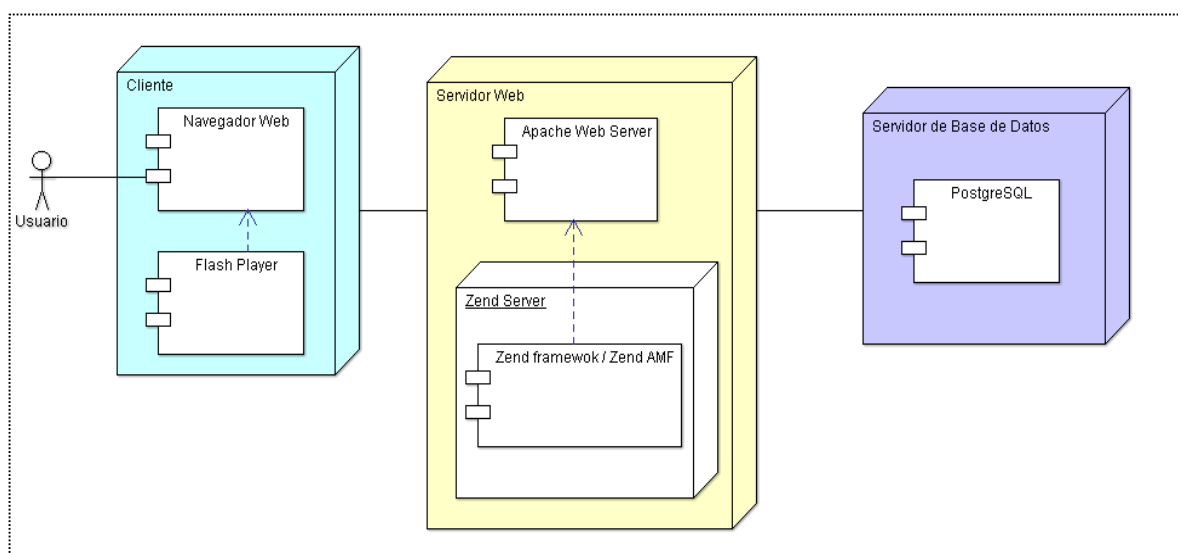 Cliente
Navegador Web
Flash Player
Usuario
Servidor Web
Apache Web Server
Zend Server
Zend framewok / Zend AMF
Servidor de Base de Datos
PostgreSQL